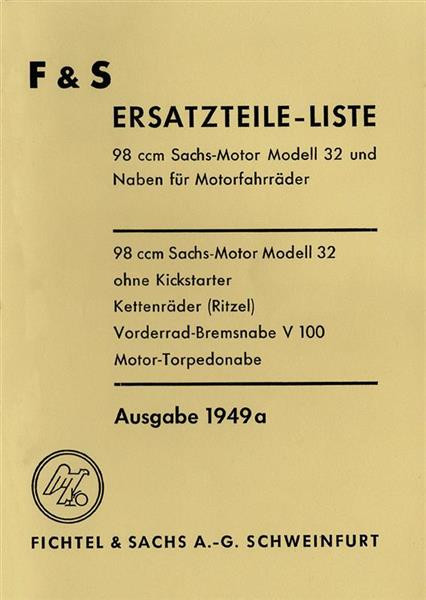 F & S
ERSATZTEILE-LISTE
98 ccm Sachs-Motor Modell 32 und
Naben für Motorfahrräder
98 ccm Sachs-Motor Modell 32
ohne Kickstarter
Kettenräder (Ritzel)
Vorderrad-Bremsnabe V 100
Motor-Torpedonabe
Ausgabe 1949a
FICHTEL & SACHS A.-G. SCHWEINFURT